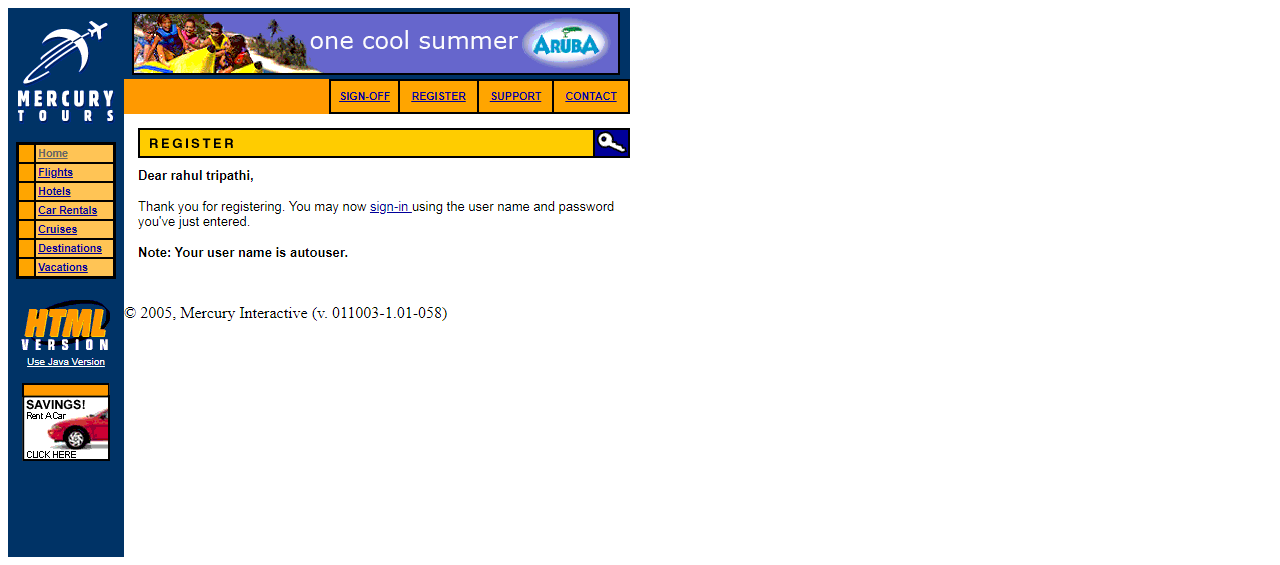 one cool summer
ARUBA
MERCURY
TOURS
SIGN-OFF REGISTER SUPPORT CONTACT
REGISTER
Home
Flights
Hotels
Car Rentals
Cruises
Destinations
Vacations
Dear rahul tripathi,
Thank you for registering. You may now sign-in using the user name and password
you've just entered.
Note: Your user name is autouser.
© 2005, Mercury Interactive (v. 011003-1.01-058)
HTML
VERSION
Use Java Version
SAVINGS!
Rent A Car
CLICK HERE